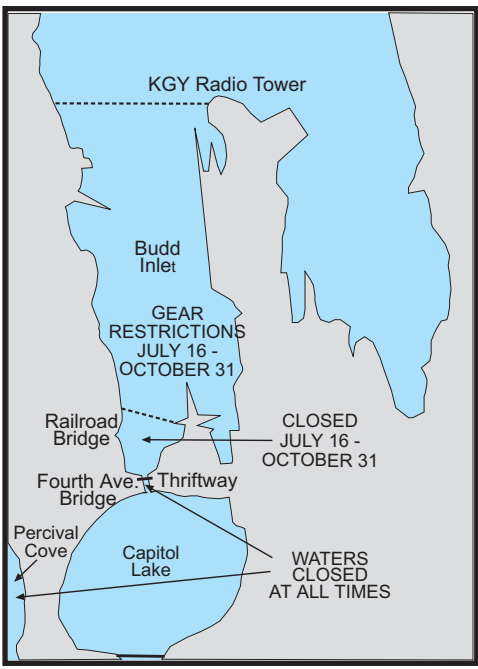 KGY Radio Tower
Budd
Inlet
GEAR
RESTRICTIONS
JULY 16 -
OCTOBER 31
Railroad
Bridge
CLOSED
JULY 16 -
OCTOBER 31
Fourth Ave.
Bridge
Thriftway
Percival
Cove
Capitol
Lake
WATERS
CLOSED
AT ALL TIMES